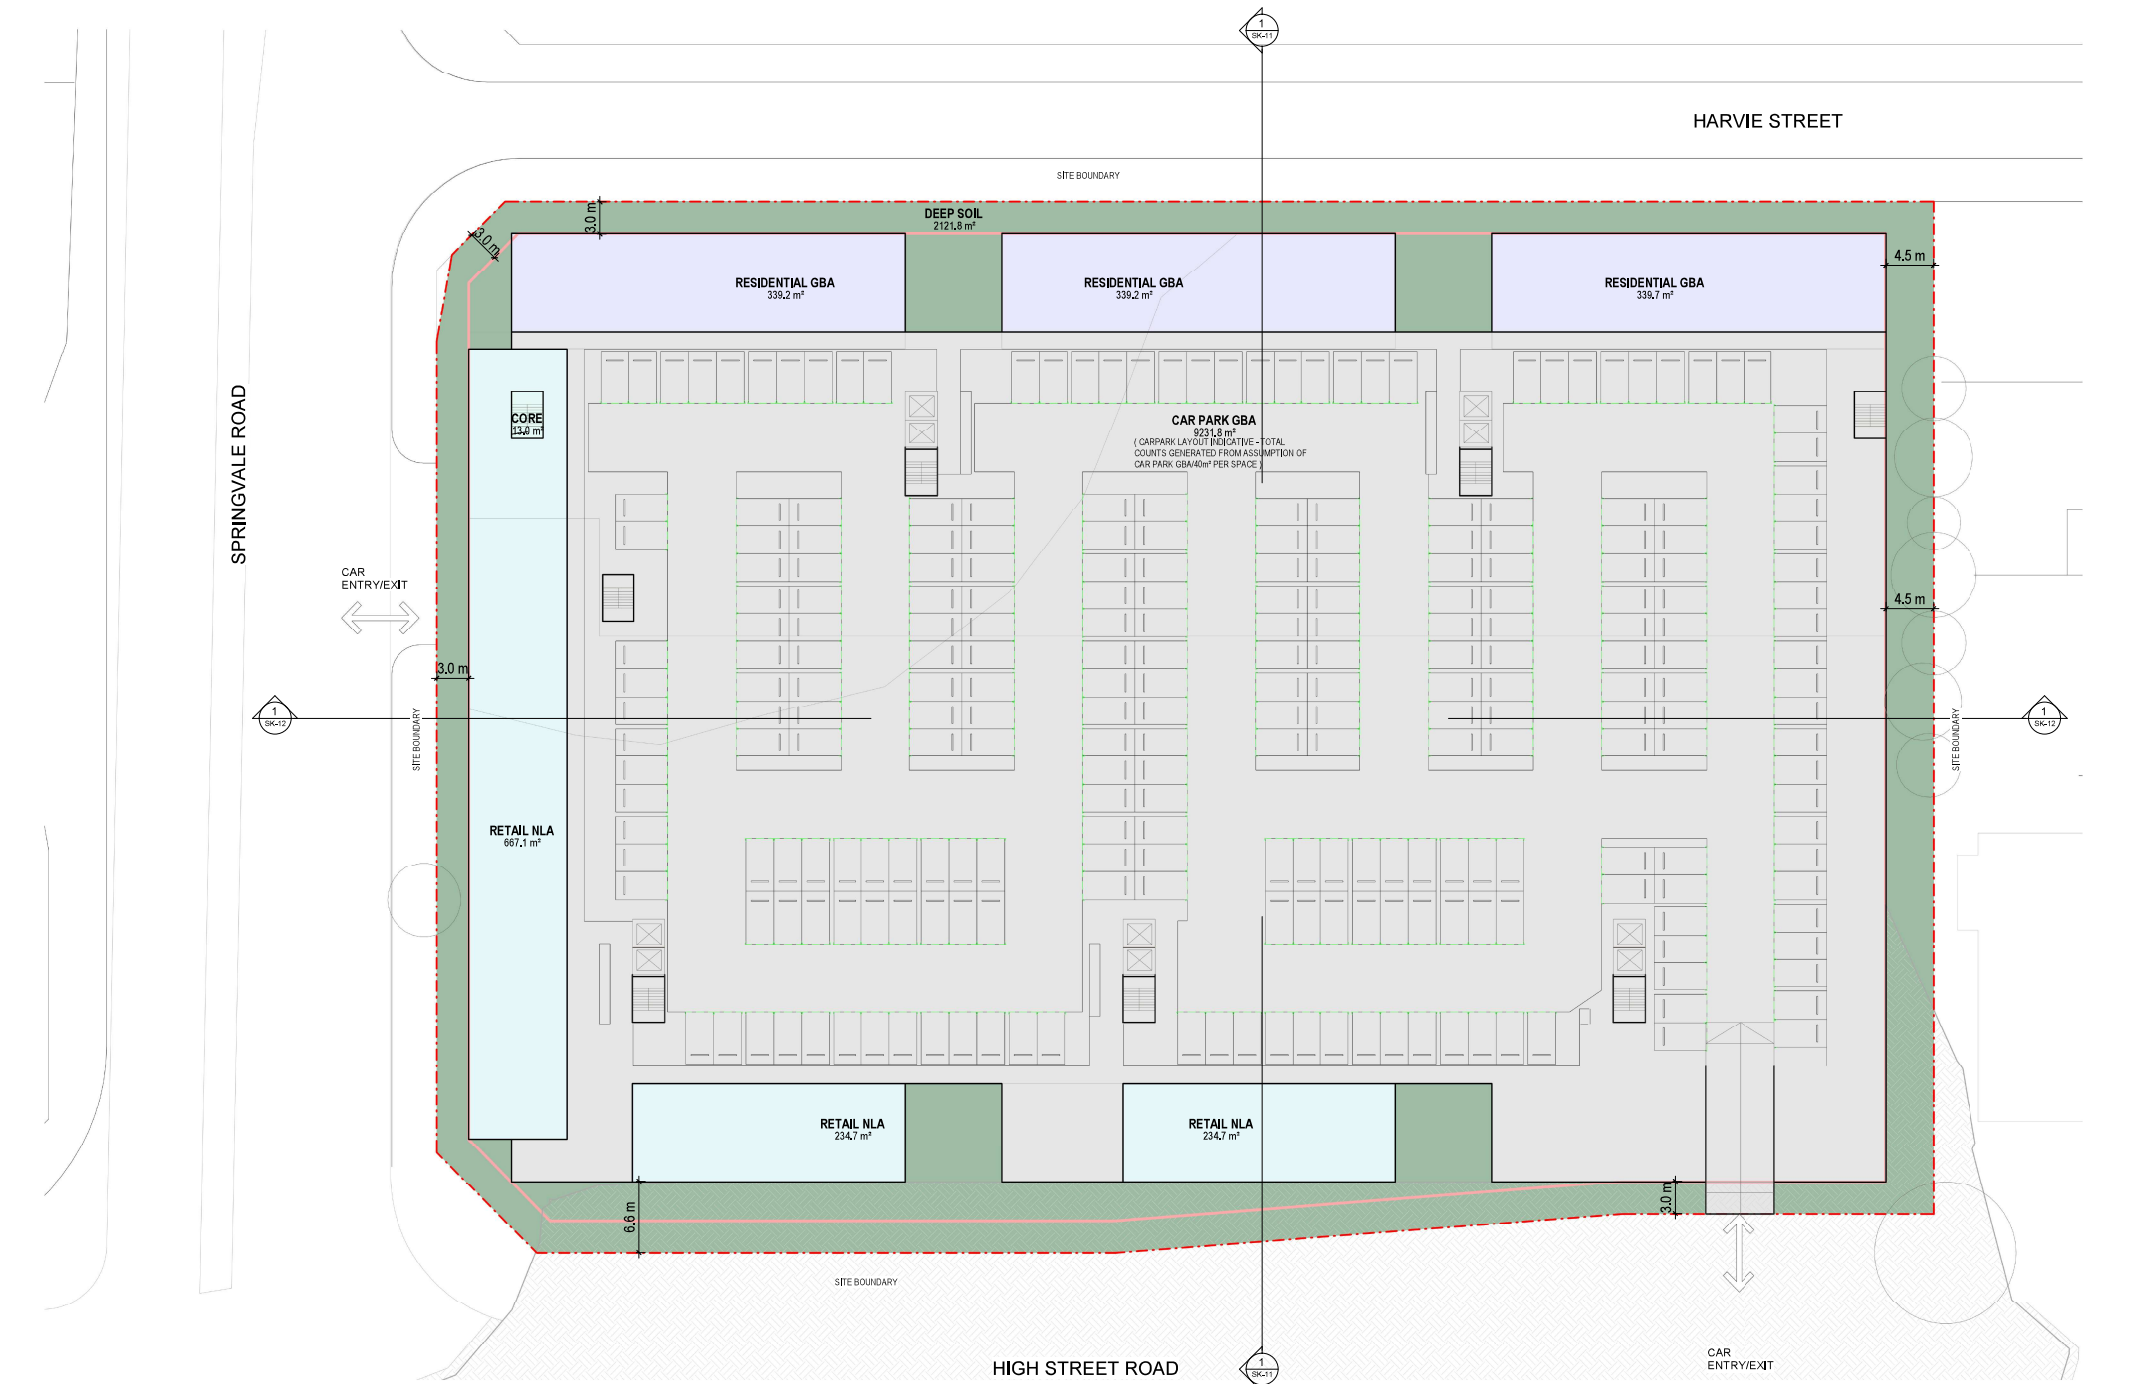 1
SK-11
HARVIE STREET
SITE BOUNDARY
3.0 m
DEEP SOIL
2121.8 m²
3.0 m
4.5 m
RESIDENTIAL GBA
339.2 m²
RESIDENTIAL GBA
339.2 m²
RESIDENTIAL GBA
339.7 m²
SPRINGVALE ROAD
CORE
13.0 m²
CAR PARK GBA
9231.8 m²
( CARPARK LAYOUT INDICATIVE - TOTAL
COUNTS GENERATED FROM ASSUMPTION OF
CAR PARK GBA/40m² PER SPACE )
CAR
ENTRY/EXIT
4.5 m
3.0 m
1
SK-12
SITE BOUNDARY
1
SK-12
SITE BOUNDARY
RETAIL NLA
667.1 m²
RETAIL NLA
234.7 m²
RETAIL NLA
234.7 m²
6.6 m
3.0 m
SITE BOUNDARY
HIGH STREET ROAD
1
SK-11
CAR
ENTRY/EXIT